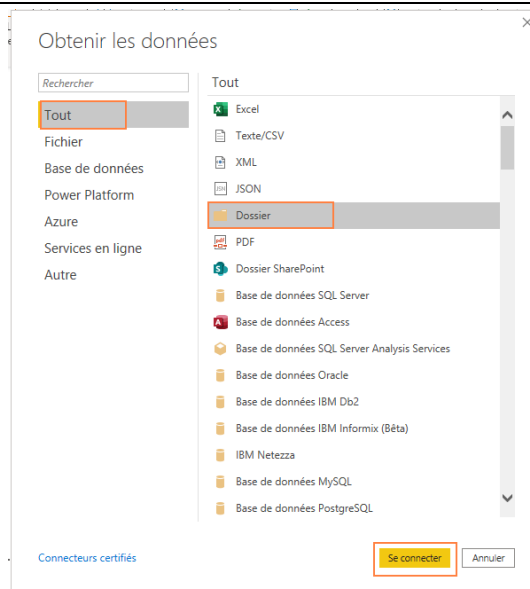 Obtenir les données
Rechercher
Tout
Fichier
Base de données
Power Platform
Azure
Services en ligne
Autre
Tout
Excel
Texte/CSV
XML
JSON
Dossier
PDF
Dossier SharePoint
Base de données SQL Server
Base de données Access
Base de données SQL Server Analysis Services
Base de données Oracle
Base de données IBM Db2
Base de données IBM Informix (Bêta)
IBM Netezza
Base de données MySQL
Base de données PostgreSQL
Connecteurs certifiés
Se connecter
Annuler